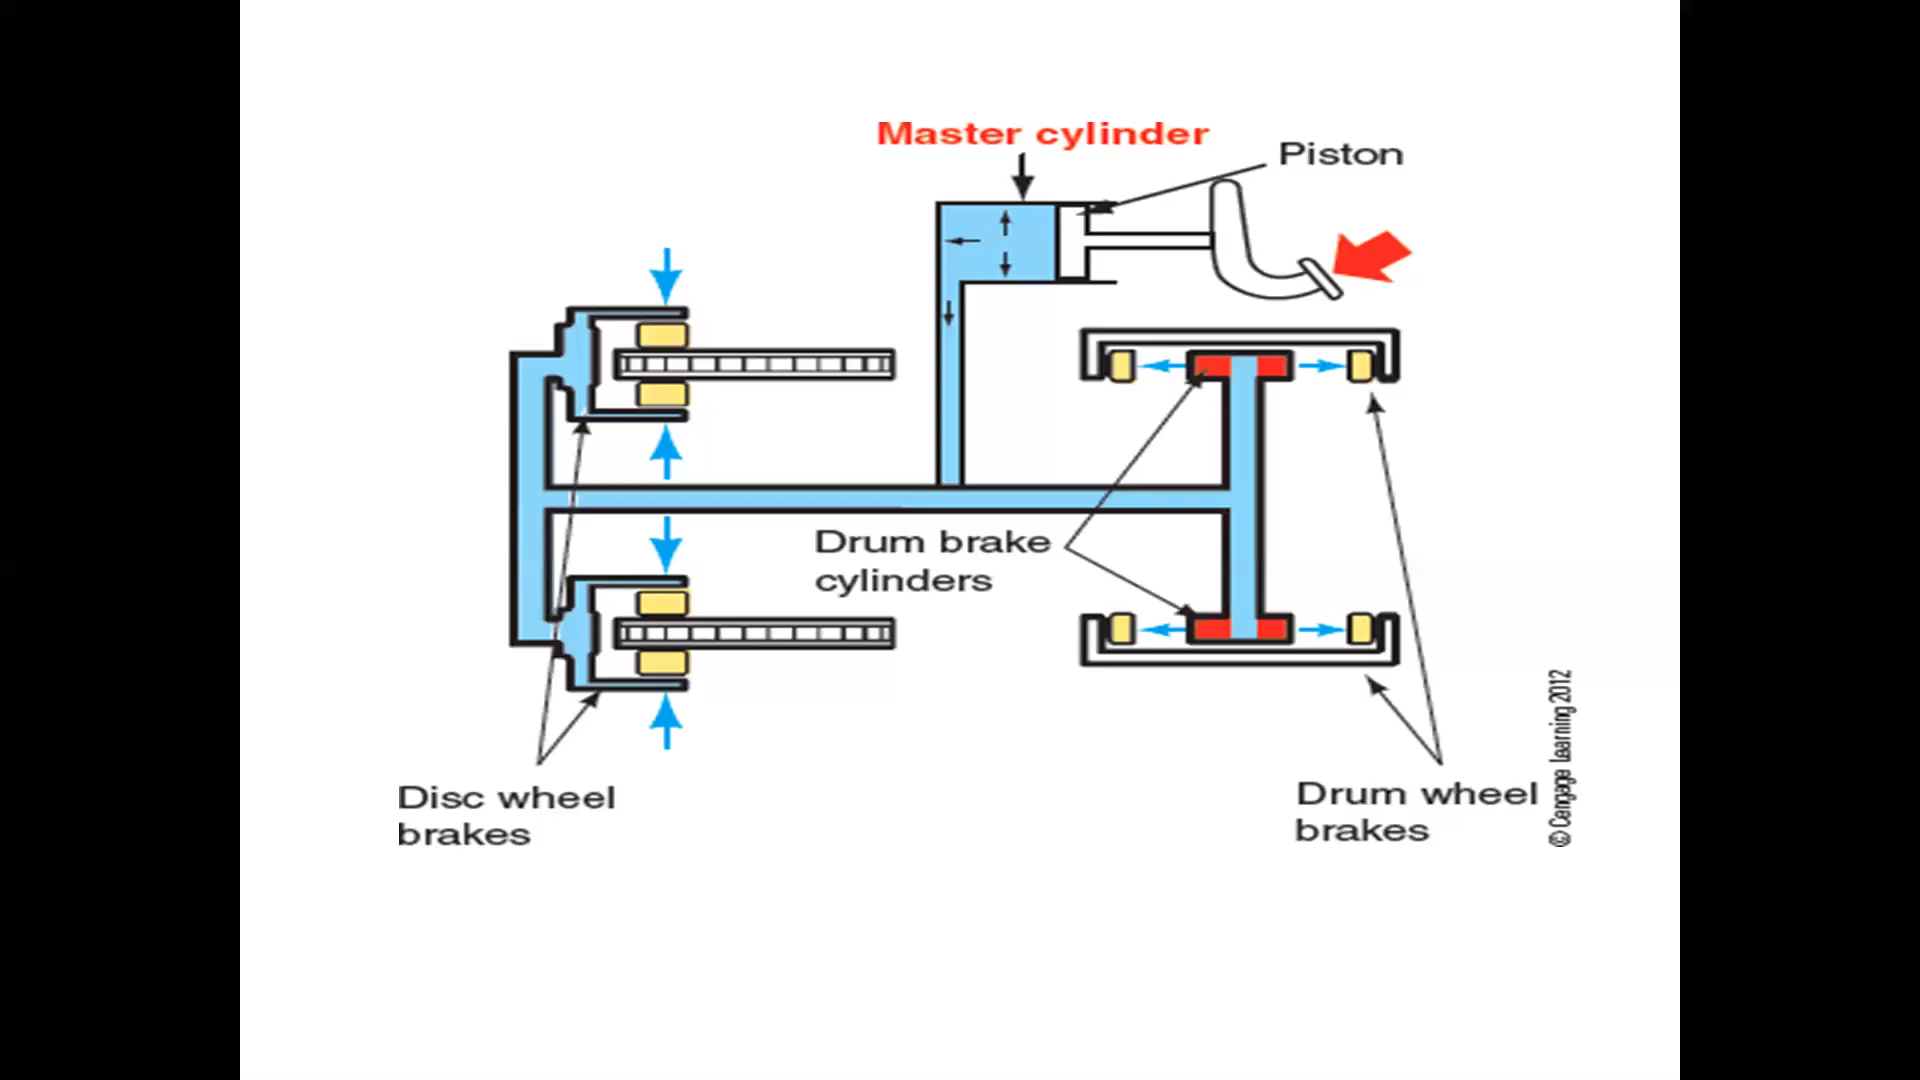 Master cylinder
Piston
Drum brake
cylinders
Disc wheel
brakes
Drum wheel
brakes
© Cengage Learning 2012